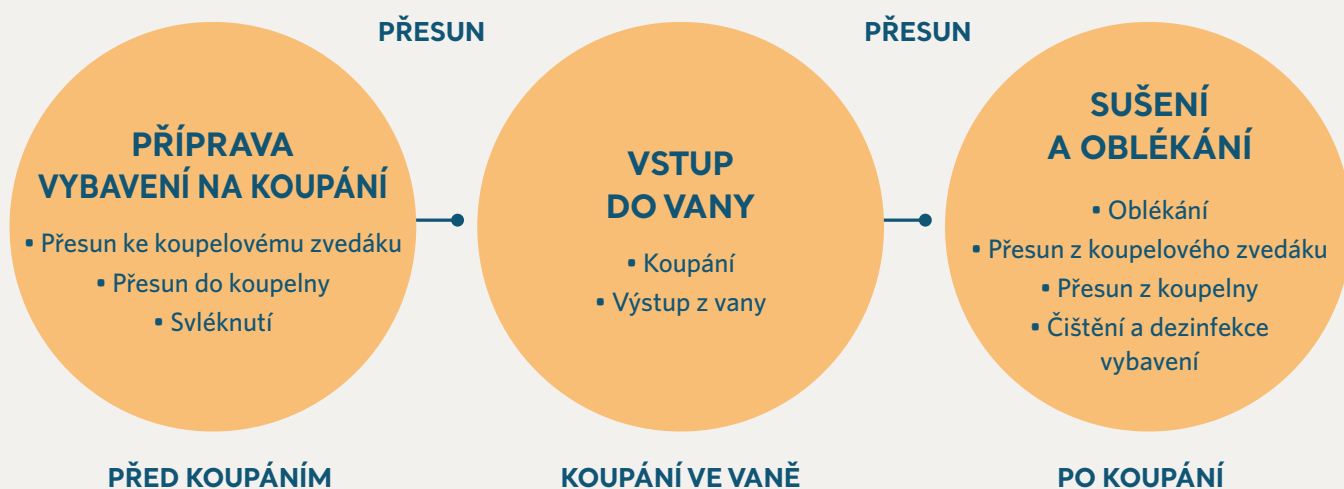 PŘESUN
PŘESUN
PŘÍPRAVA
VYBAVENÍ NA KOUPÁNÍ
▪ Přesun ke koupelovému zvedáku
▪ Přesun do koupelny
▪ Svléknutí
PŘED KOUPÁNÍM
VSTUP
DO VANY
▪ Koupání
▪ Výstup z vany
KOUPÁNÍ VE VANĚ
SUŠENÍ
A OBLÉKÁNÍ
▪ Oblékání
▪ Přesun z koupelového zvedáku
▪ Přesun z koupelny
▪ Čištění a dezinfekce
vybavení
PO KOUPÁNÍ